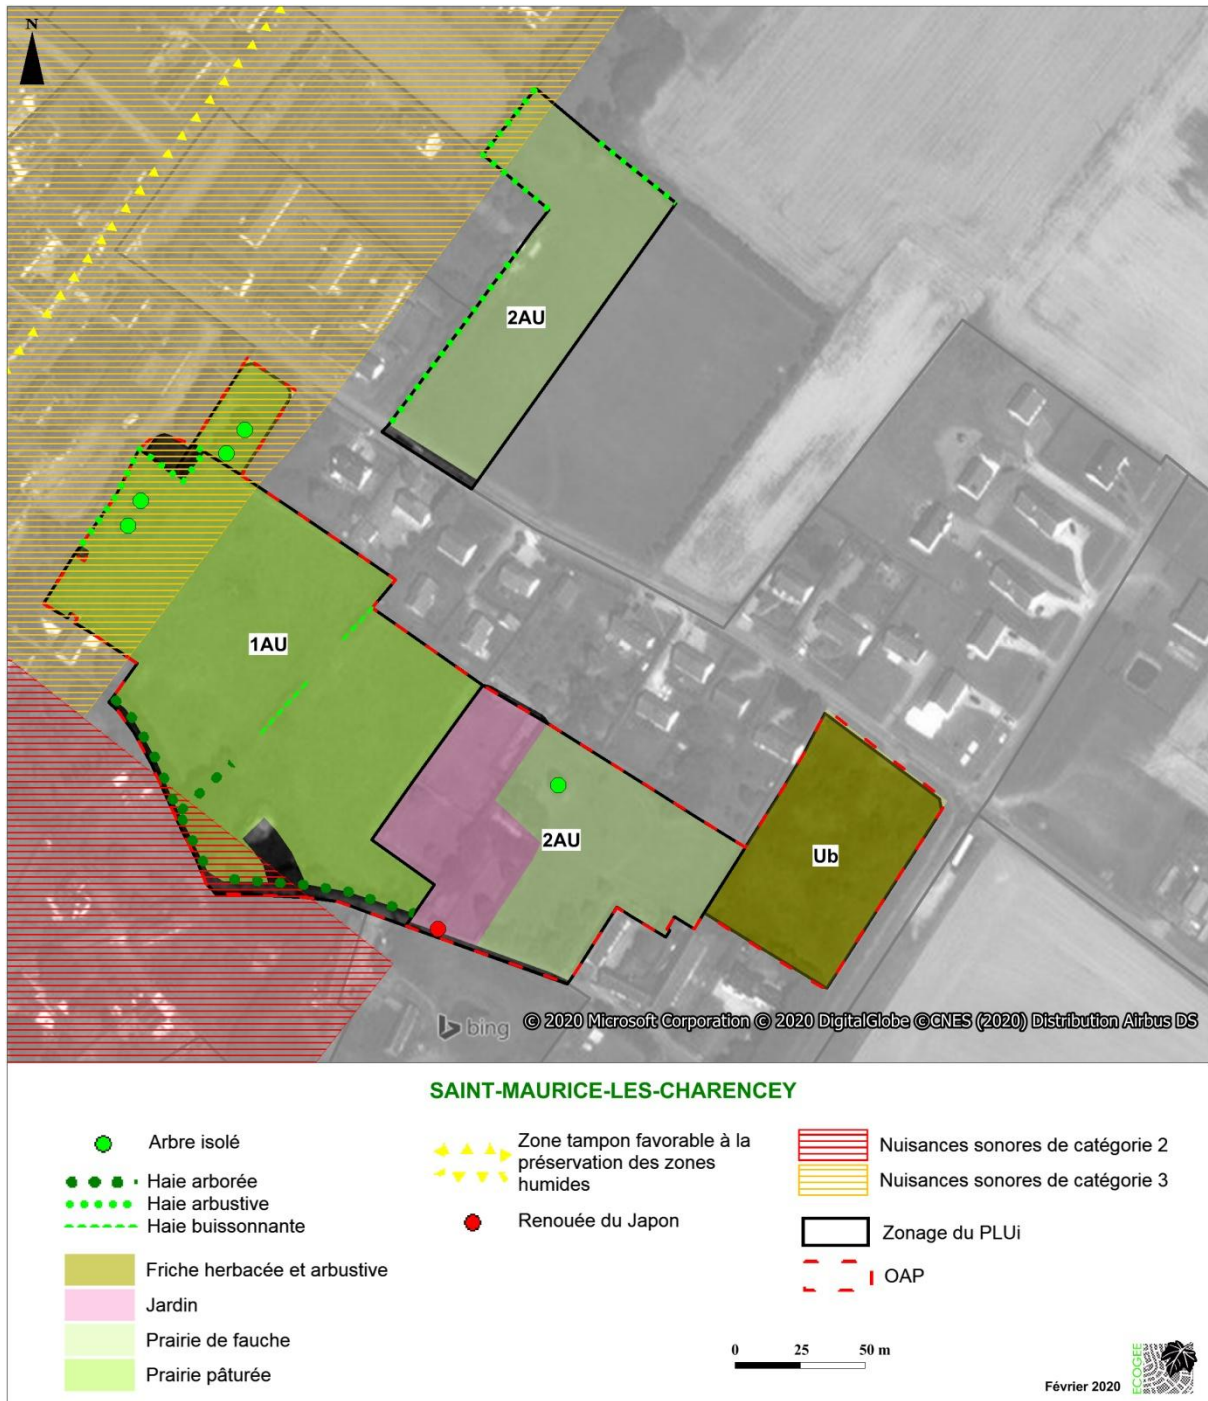 N
2AU
1AU
2AU
Ub
bing © 2020 Microsoft Corporation © 2020 DigitalGlobe ©CNES (2020) Distribution Airbus DS
SAINT-MAURICE-LES-CHARENCEY
Arbre isolé
Haie arborée
Haie arbustive
Haie buissonnante
Friche herbacée et arbustive
Jardin
Prairie de fauche
Prairie pâturée
Zone tampon favorable à la
préservation des zones
humides
Renouée du Japon
Nuisances sonores de catégorie 2
Nuisances sonores de catégorie 3
Zonage du PLUi
OAP
0 25 50 m
Février 2020
ECOGEE